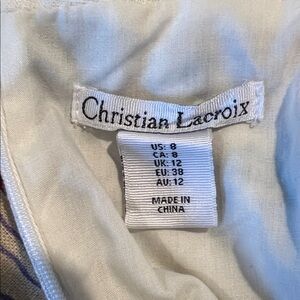 Christian Lacroix
US: 8
CA: 8
UK: 12
EU: 38
AU: 12
MADE IN
CHINA